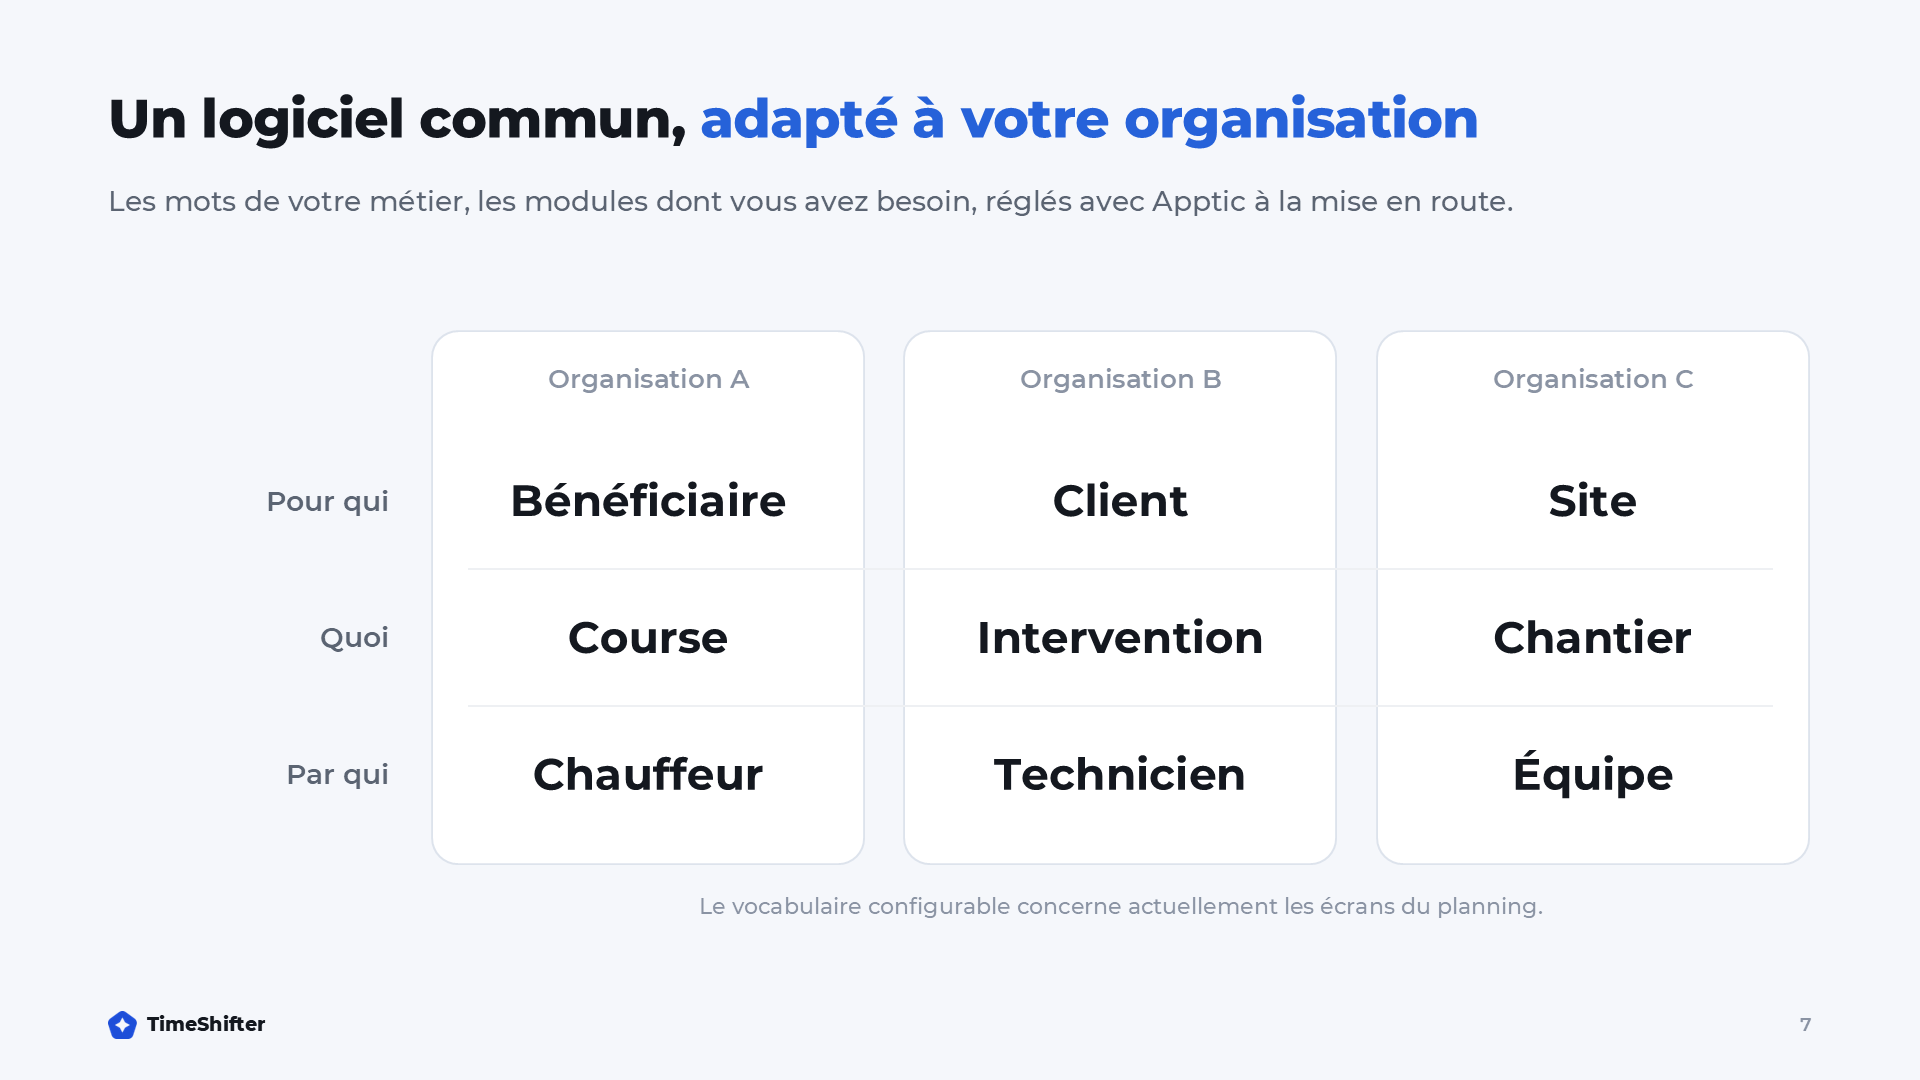 Un logiciel commun, adapté à votre organisation
Les mots de votre métier, les modules dont vous avez besoin, réglés avec Apptic à la mise en route.
Organisation A
Organisation B
Organisation C
Pour qui
Bénéficiaire
Client
Site
Quoi
Course
Intervention
Chantier
Par qui
Chauffeur
Technicien
Équipe
Le vocabulaire configurable concerne actuellement les écrans du planning.
TimeShifter
7